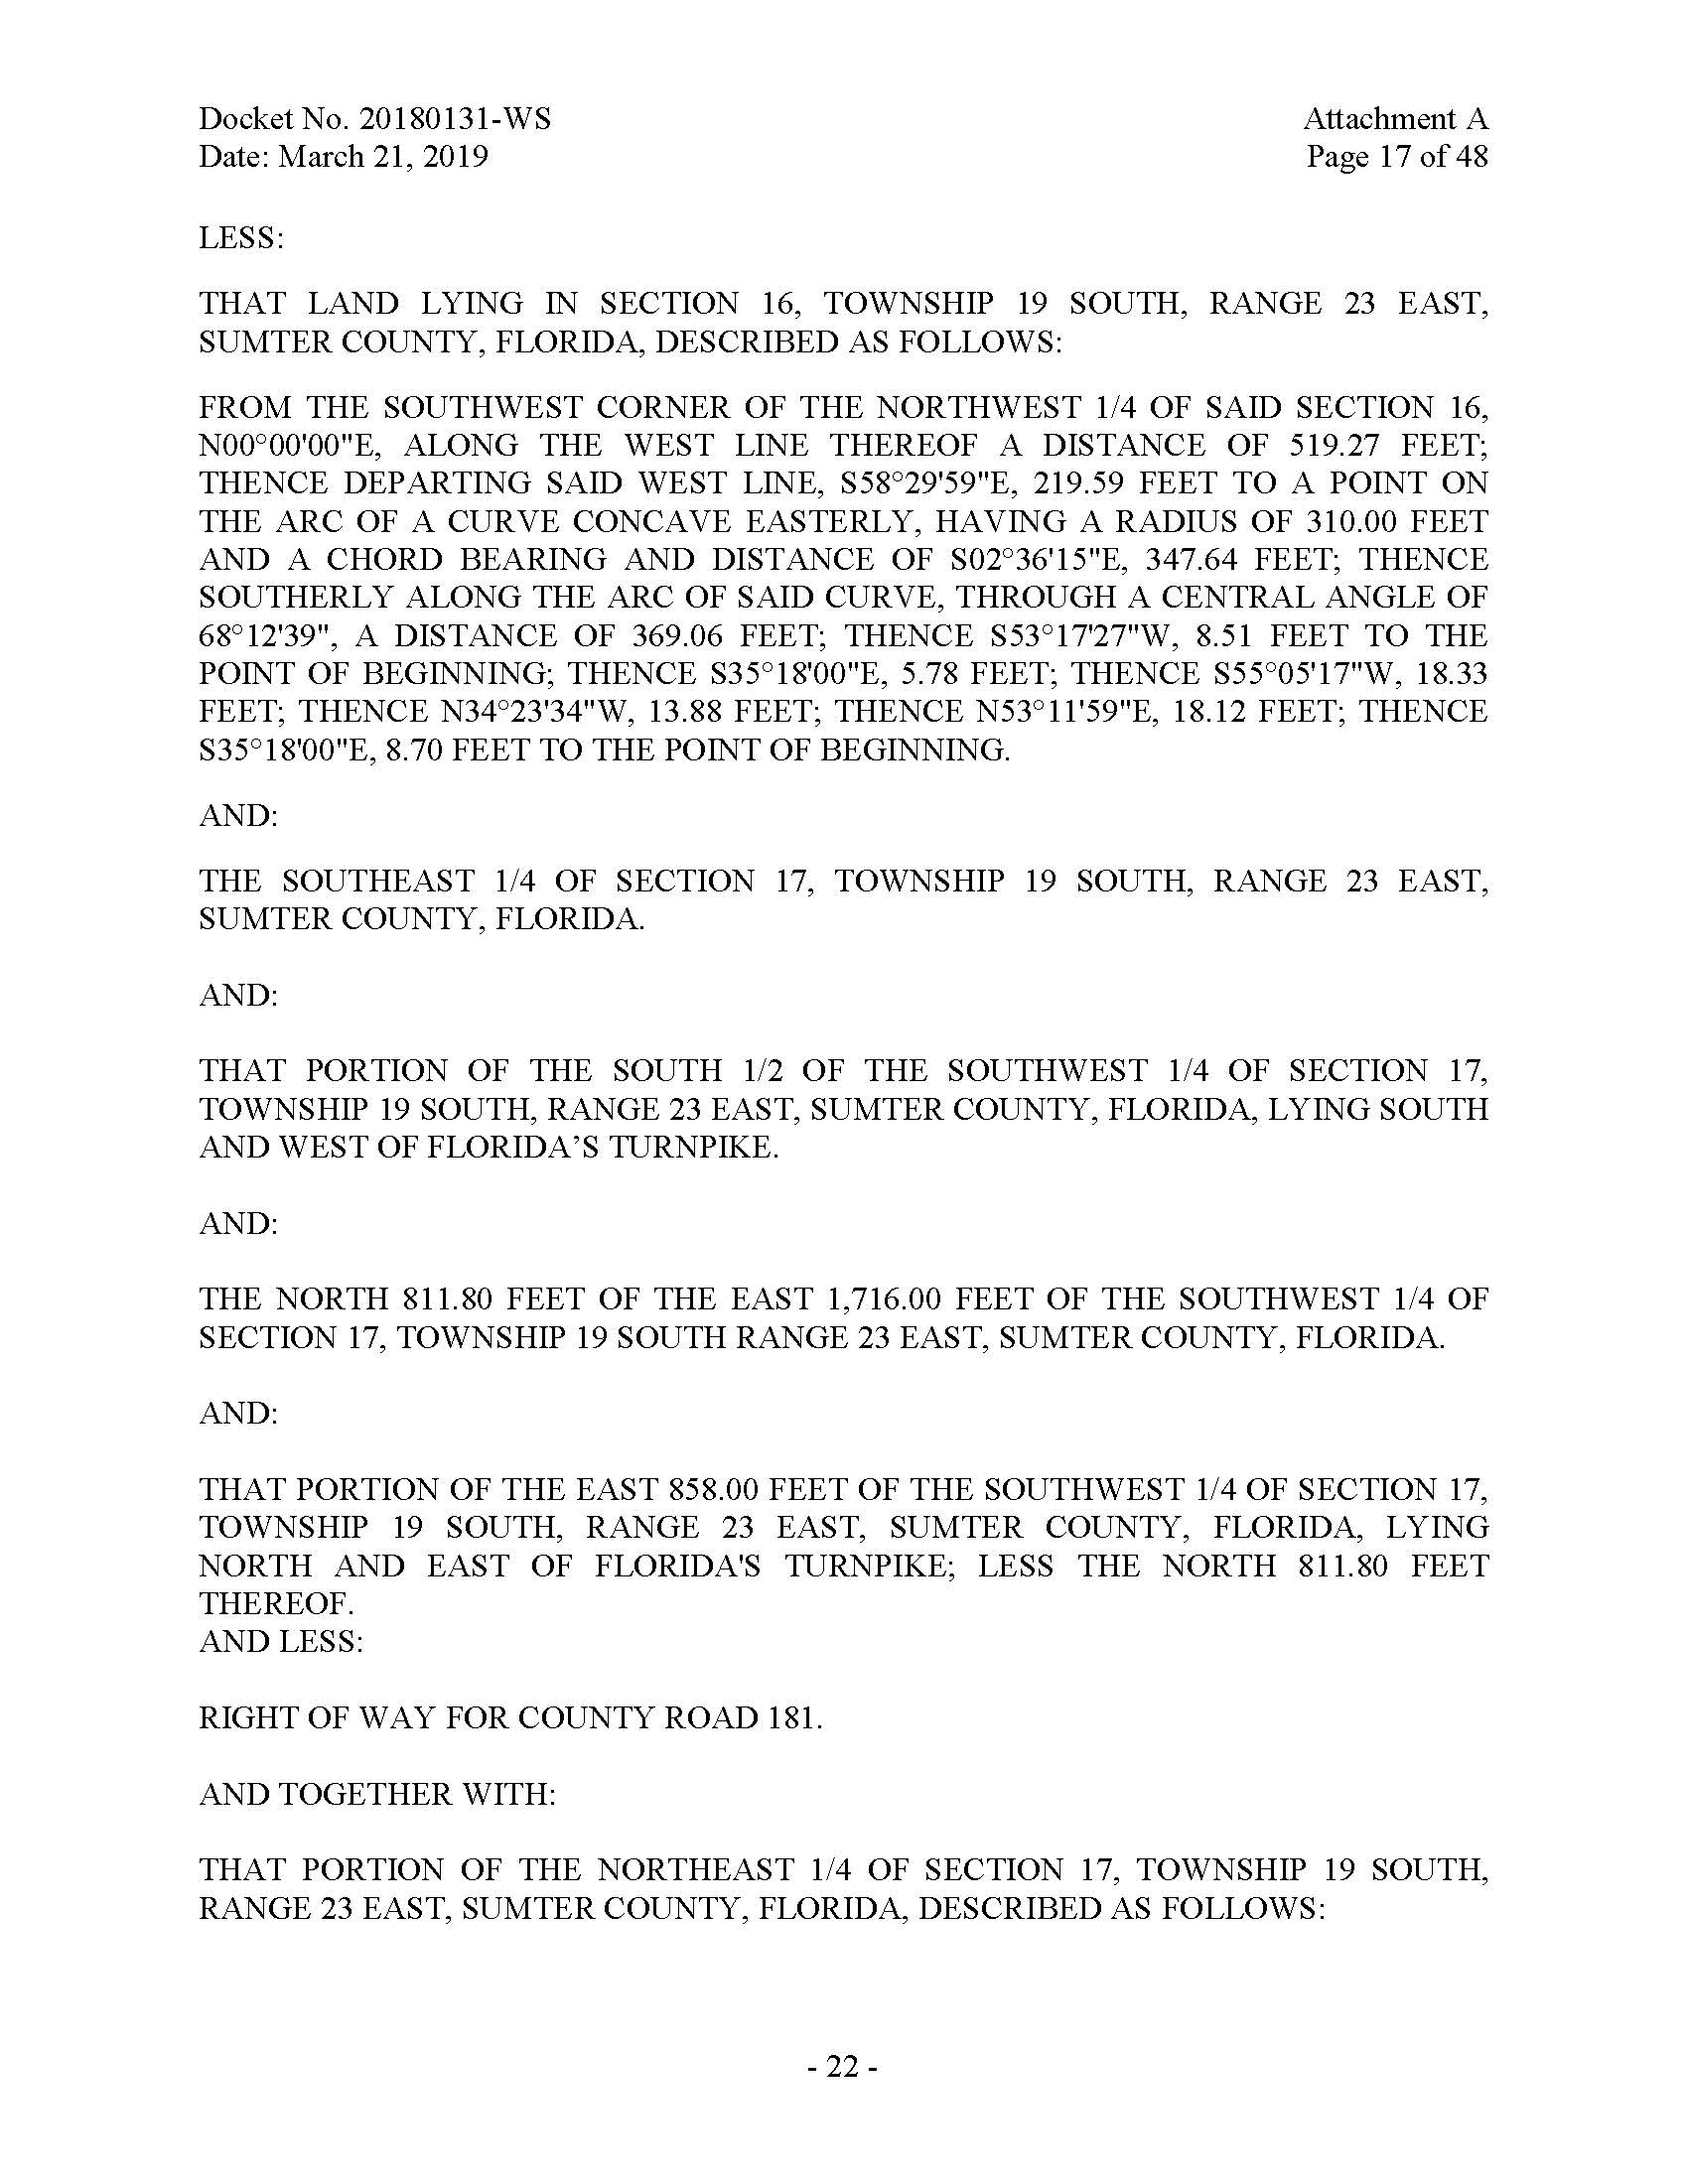 Docket No. 20180131-WS Attachment A
Date: March 21, 2019 Page 17 of 48
LESS:
THAT LAND LYING IN SECTION 16, TOWNSHIP 19 SOUTH, RANGE 23 EAST,
SUMTER COUNTY, FLORIDA, DESCRIBED AS FOLLOWS:
FROM THE SOUTHWEST CORNER OF THE NORTHWEST 1/4 OF SAID SECTION 16,
N00°00'00"E, ALONG THE WEST LINE THEREOF A DISTANCE OF 519.27 FEET;
THENCE DEPARTING SAID WEST LINE, S58°29'59"E, 219.59 FEET TO A POINT ON
THE ARC OF A CURVE CONCAVE EASTERLY, HAVING A RADIUS OF 310.00 FEET
AND A CHORD BEARING AND DISTANCE OF S02°36'15"E, 347.64 FEET; THENCE
SOUTHERLY ALONG THE ARC OF SAID CURVE, THROUGH A CENTRAL ANGLE OF
68°12'39", A DISTANCE OF 369.06 FEET; THENCE S53°17'27"W, 8.51 FEET TO THE
POINT OF BEGINNING; THENCE S35°18'00"E, 5.78 FEET; THENCE S55°05'17"W, 18.33
FEET; THENCE N34°23'34"W, 13.88 FEET; THENCE N53°11'59"E, 18.12 FEET; THENCE
S35°18'00"E, 8.70 FEET TO THE POINT OF BEGINNING.
AND:
THE SOUTHEAST 1/4 OF SECTION 17, TOWNSHIP 19 SOUTH, RANGE 23 EAST,
SUMTER COUNTY, FLORIDA.
AND:
THAT PORTION OF THE SOUTH 1/2 OF THE SOUTHWEST 1/4 OF SECTION 17,
TOWNSHIP 19 SOUTH, RANGE 23 EAST, SUMTER COUNTY, FLORIDA, LYING SOUTH
AND WEST OF FLORIDA’S TURNPIKE.
AND:
THE NORTH 811.80 FEET OF THE EAST 1,716.00 FEET OF THE SOUTHWEST 1/4 OF
SECTION 17, TOWNSHIP 19 SOUTH RANGE 23 EAST, SUMTER COUNTY, FLORIDA.
AND:
THAT PORTION OF THE EAST 858.00 FEET OF THE SOUTHWEST 1/4 OF SECTION 17,
TOWNSHIP 19 SOUTH, RANGE 23 EAST, SUMTER COUNTY, FLORIDA, LYING
NORTH AND EAST OF FLORIDA'S TURNPIKE; LESS THE NORTH 811.80 FEET
THEREOF.
AND LESS:
RIGHT OF WAY FOR COUNTY ROAD 181.
AND TOGETHER WITH:
THAT PORTION OF THE NORTHEAST 1/4 OF SECTION 17, TOWNSHIP 19 SOUTH,
RANGE 23 EAST, SUMTER COUNTY, FLORIDA, DESCRIBED AS FOLLOWS:
- 22 -